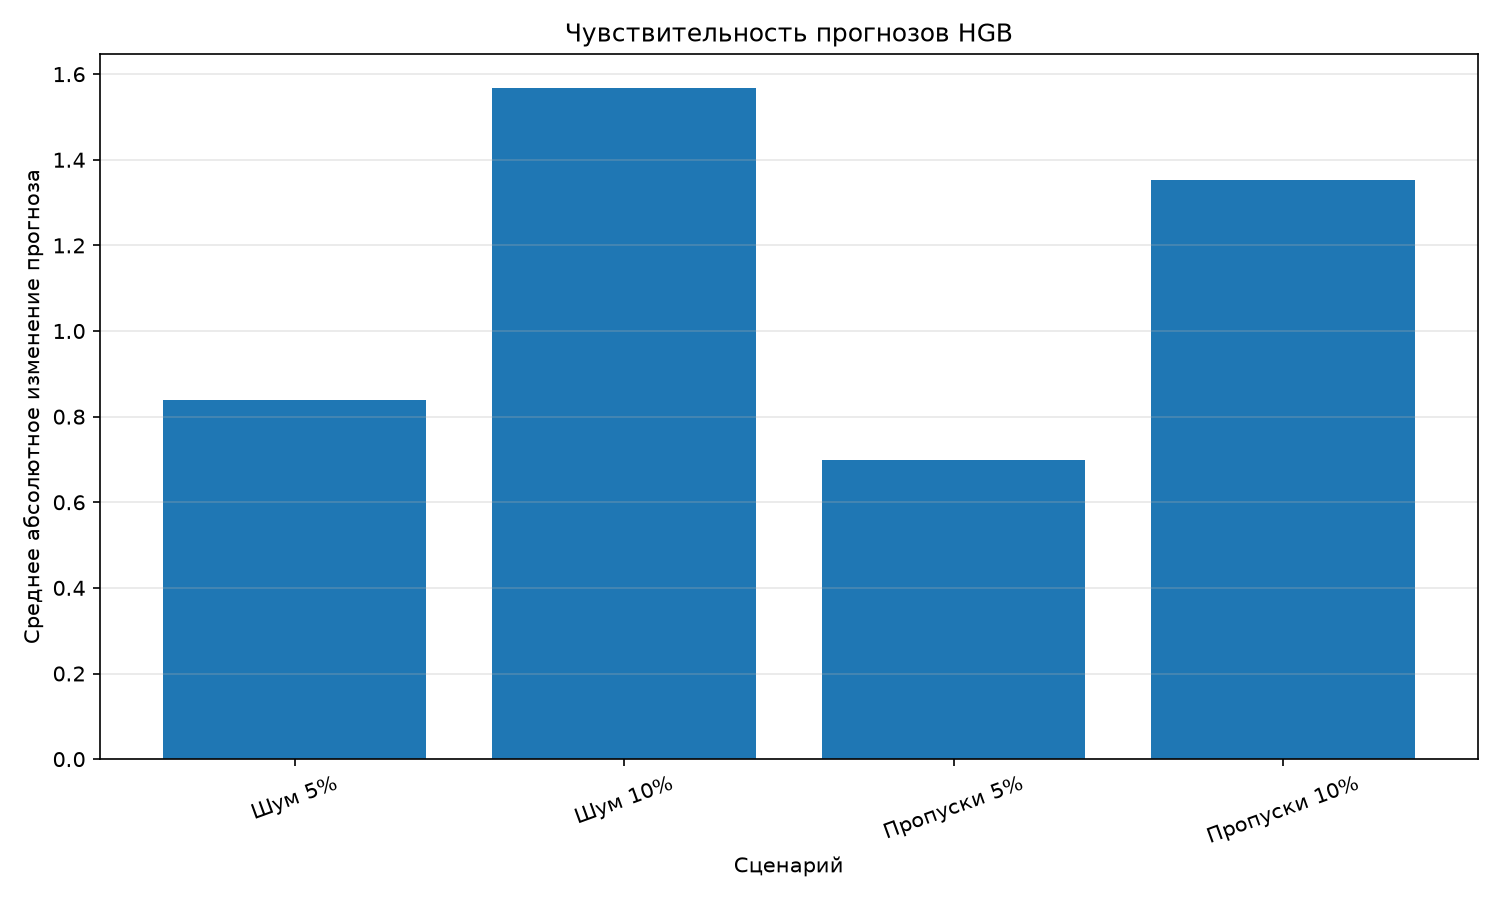 Чувствительность прогнозов HGB
Среднее абсолютное изменение прогноза
1.6
1.4
1.2
1.0
0.8
0.6
0.4
0.2
0.0
Шум 5%
Шум 10%
Пропуски 5%
Пропуски 10%
Сценарий